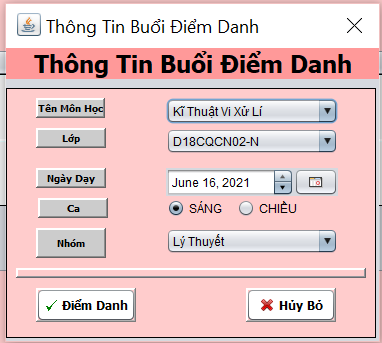 Thông Tin Buổi Điểm Danh
Thông Tin Buổi Điểm Danh
Tên Môn Học
Kĩ Thuật Vi Xử Lí
Lớp
D18CQCN02-N
Ngày Dạy
June 16, 2021
Ca
SÁNG
CHIỀU
Nhóm
Lý Thuyết
Điểm Danh
Hủy Bỏ